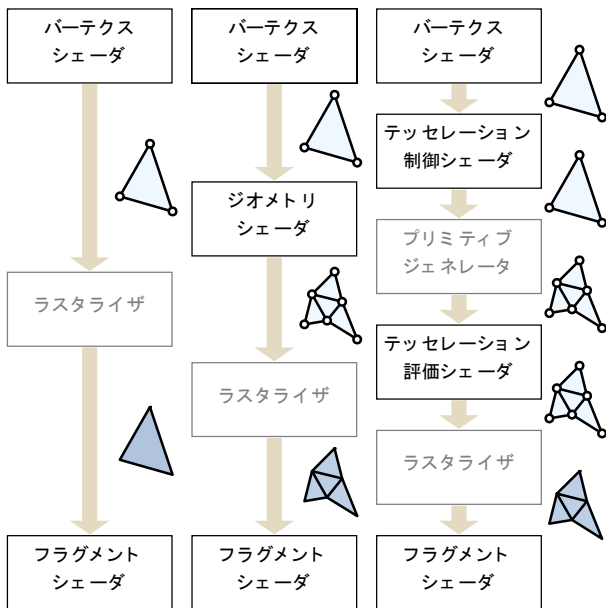 バーテクス
シェーダ
ラスタライザ
フラグメント
シェーダ
バーテクス
シェーダ
ジオメトリ
シェーダ
ラスタライザ
フラグメント
シェーダ
バーテクス
シェーダ
テッセレーション
制御シェーダ
プリミティブ
ジェネレータ
テッセレーション
評価シェーダ
ラスタライザ
フラグメント
シェーダ